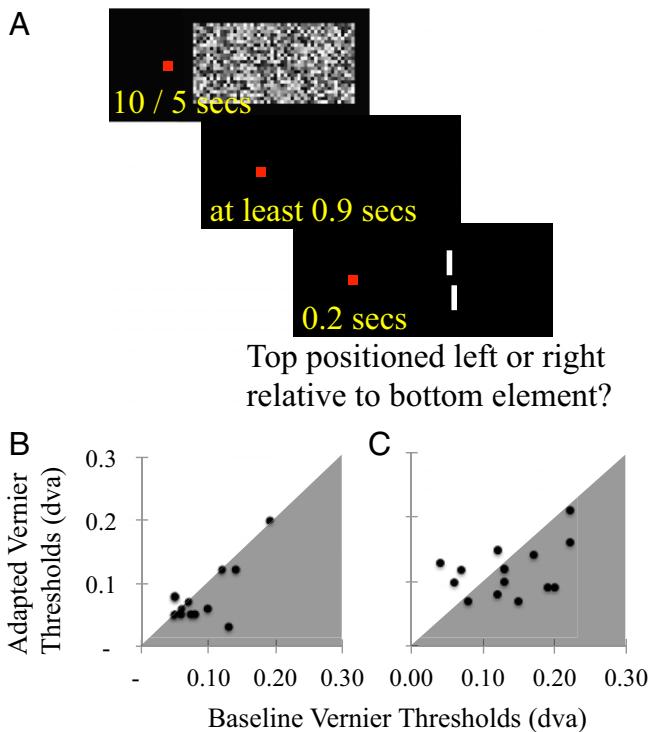 A
10 / 5 secs
at least 0.9 secs
0.2 secs
Top positioned left or right
relative to bottom element?
B
C
Adapted Vernier
Thresholds (dva)
0.3
0.2
0.1
-
- 0.10 0.20 0.30
0.00 0.10 0.20 0.30
Baseline Vernier Thresholds (dva)